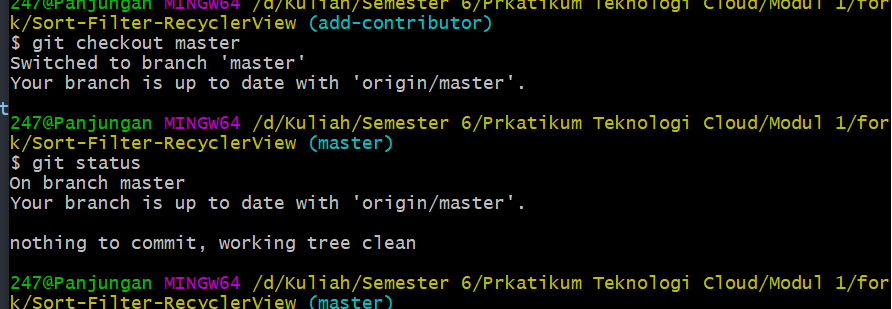 247@Panjungan MINGW64 /d/Kuliah/Semester 6/Prkatikum Teknologi Cloud/Modul 1/for
k/Sort-Filter-RecyclerView (add-contributor)
$ git checkout master
Switched to branch 'master'
Your branch is up to date with 'origin/master'.
t
247@Panjungan MINGW64 /d/Kuliah/Semester 6/Prkatikum Teknologi Cloud/Modul 1/for
k/Sort-Filter-RecyclerView (master)
$ git status
On branch master
Your branch is up to date with 'origin/master'.
nothing to commit, working tree clean
247@Panjungan MINGW64 /d/Kuliah/Semester 6/Prkatikum Teknologi Cloud/Modul 1/for
k/Sort-Filter-RecyclerView (master)